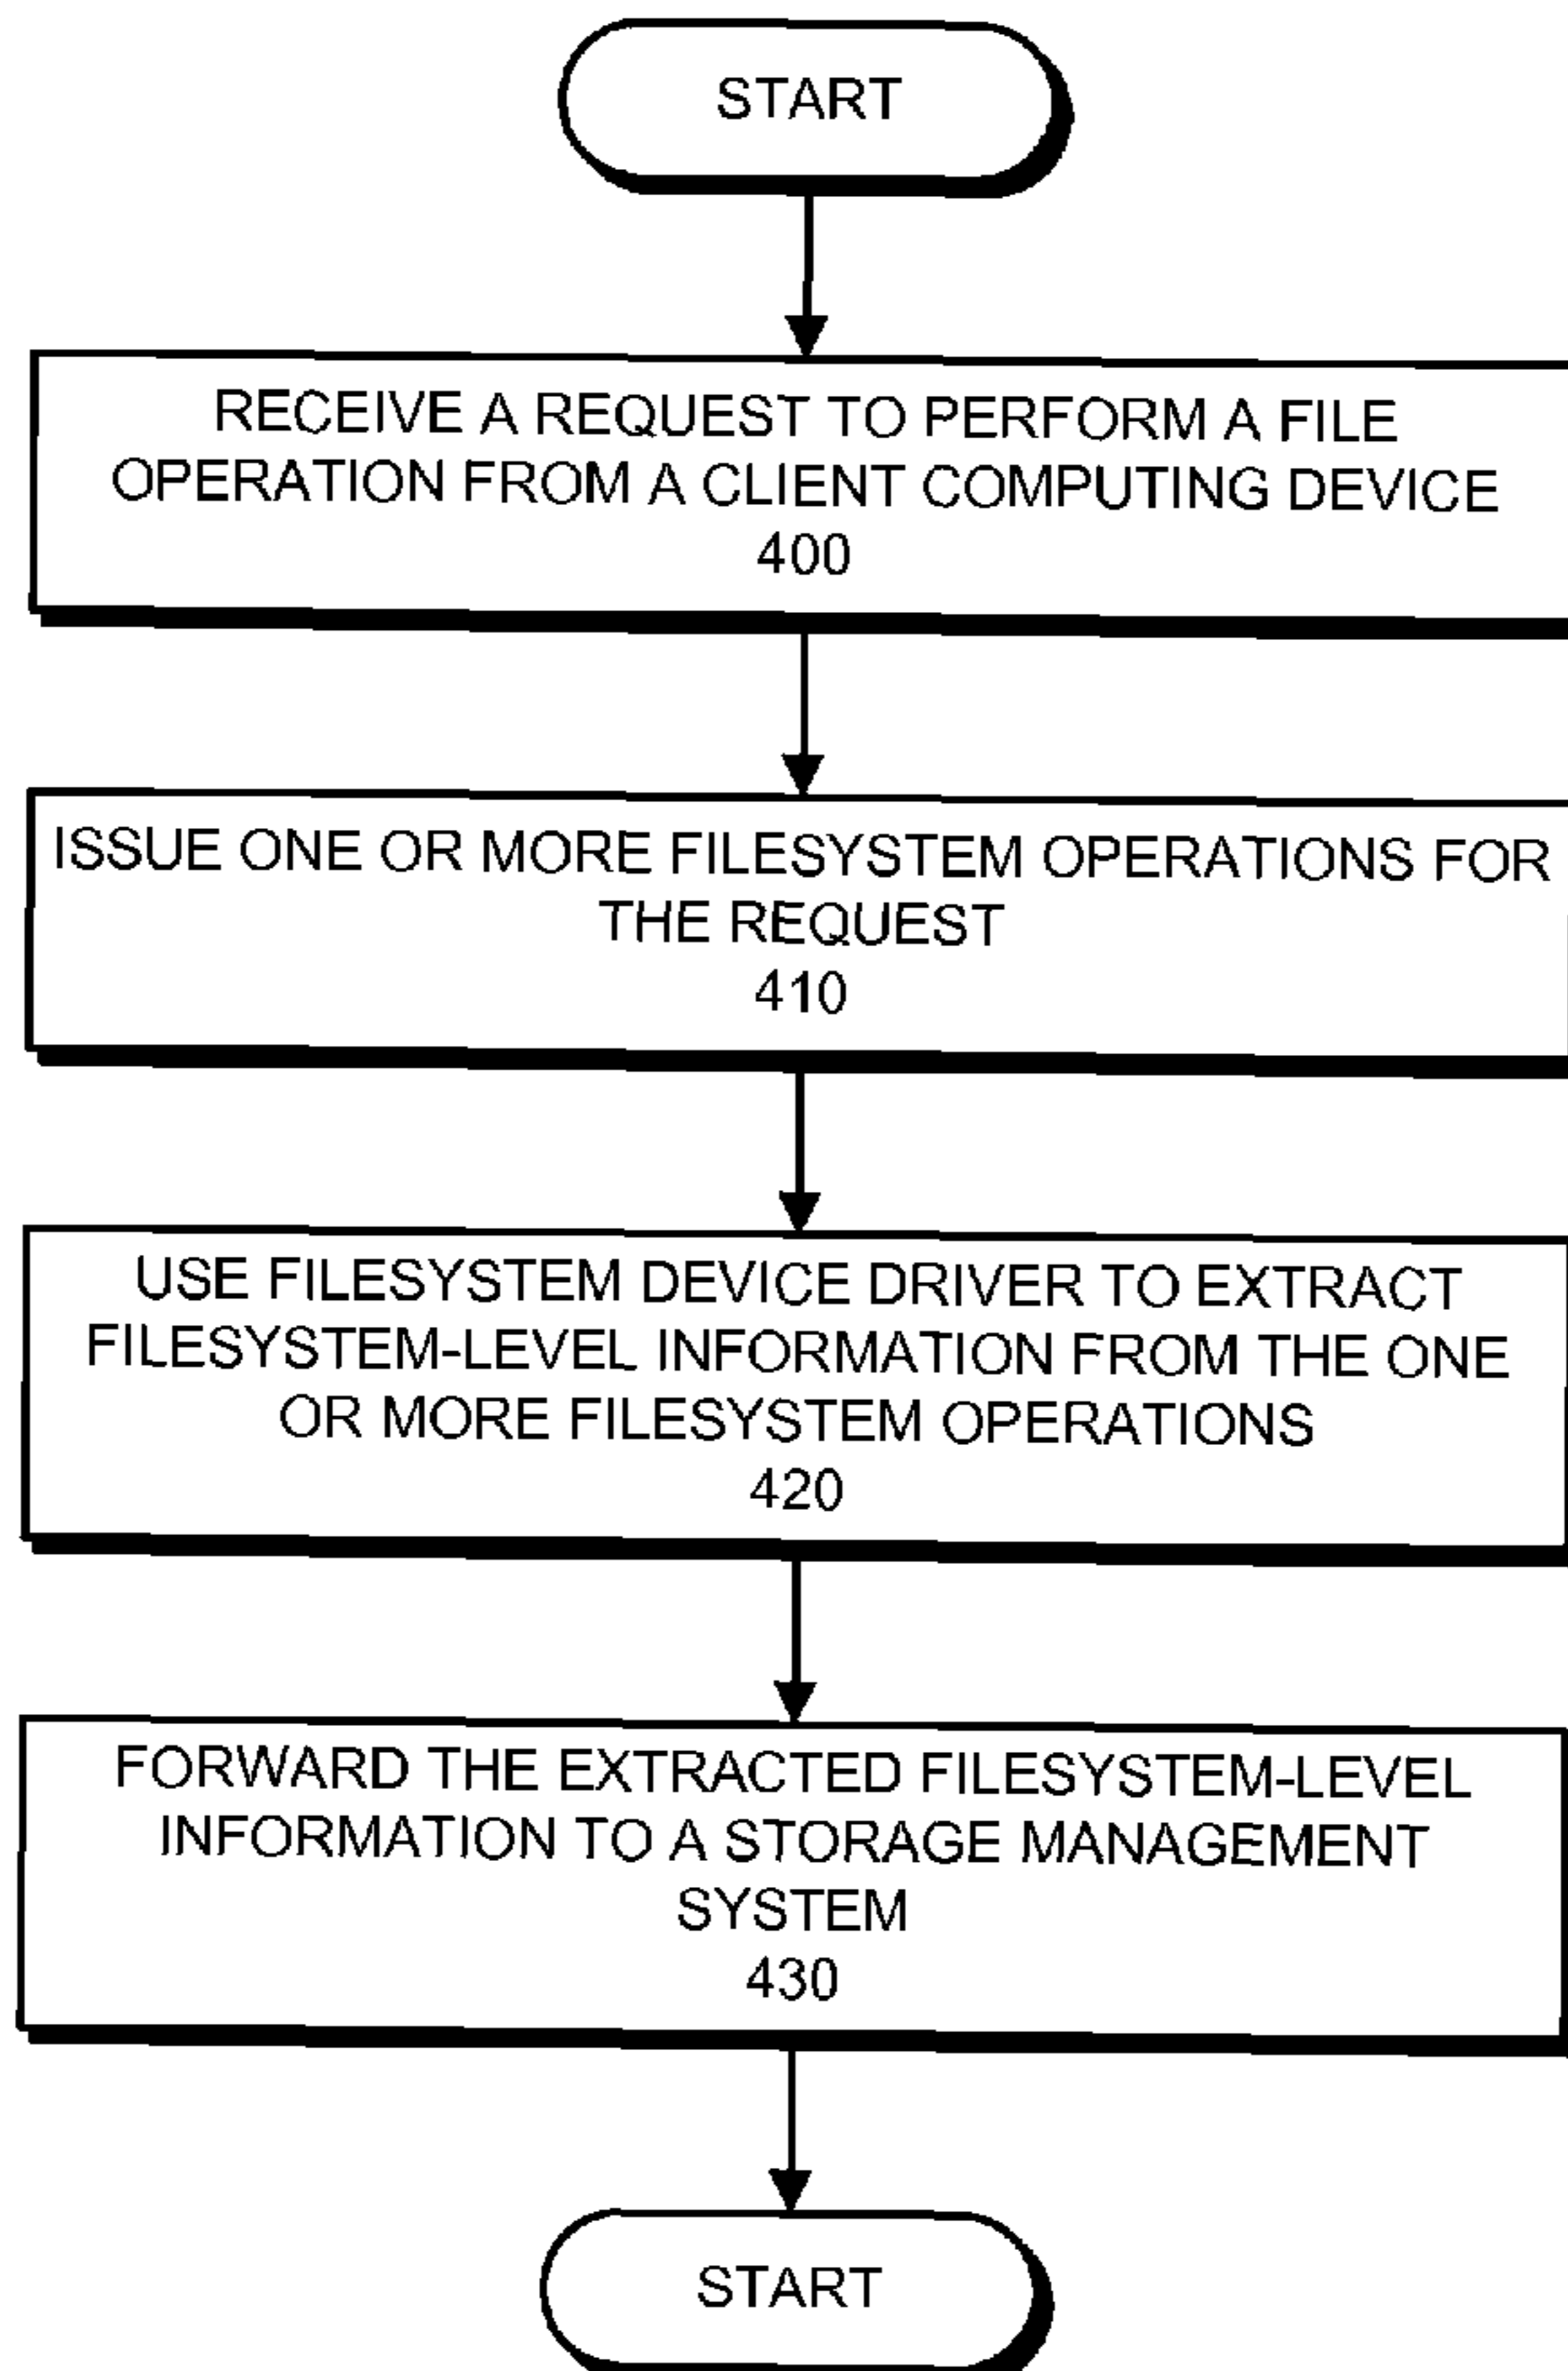 START
RECEIVE A REQUEST TO PERFORM A FILE
OPERATION FROM A CLIENT COMPUTING DEVICE
400
ISSUE ONE OR MORE FILESYSTEM OPERATIONS FOR
THE REQUEST
410
USE FILESYSTEM DEVICE DRIVER TO EXTRACT
FILESYSTEM-LEVEL INFORMATION FROM THE ONE
OR MORE FILESYSTEM OPERATIONS
420
FORWARD THE EXTRACTED FILESYSTEM-LEVEL
INFORMATION TO A STORAGE MANAGEMENT
SYSTEM
430
START